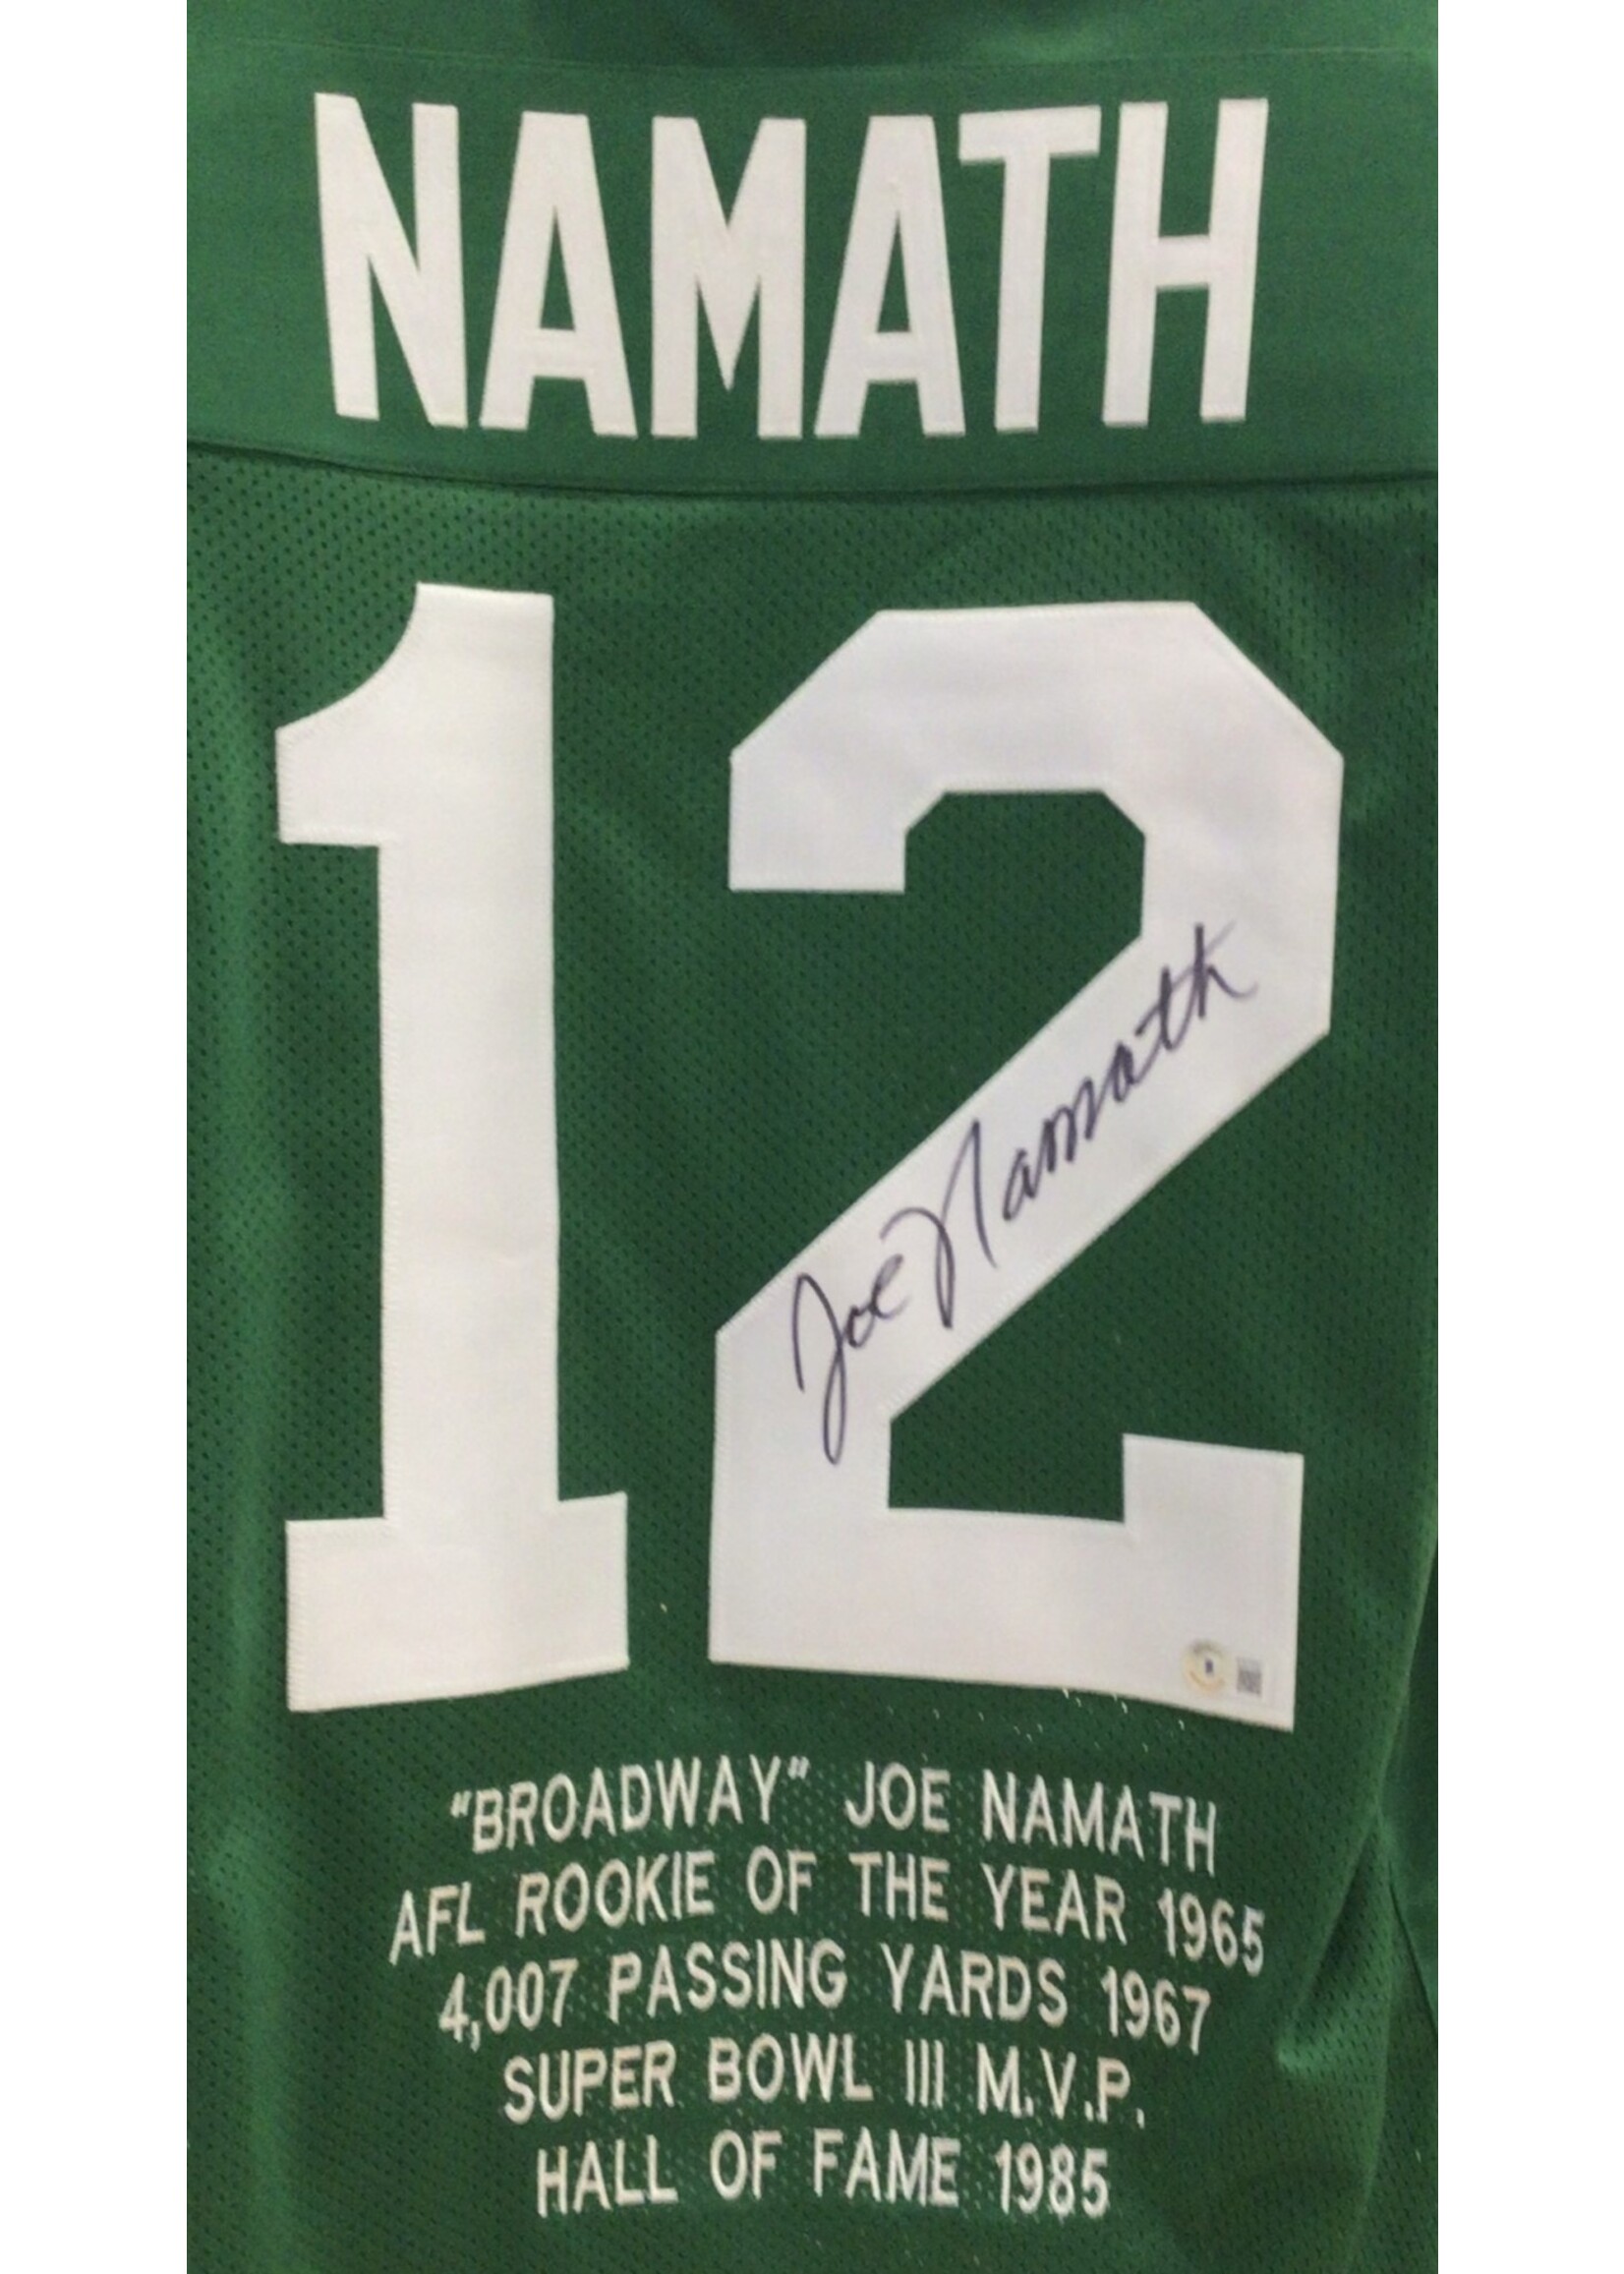 NAMATH
12
Joe Namath
"BROADWAY" JOE NAMATH
AFL ROOKIE OF THE YEAR 1965
4,007 PASSING YARDS 1967
SUPER BOWL III M.V.P.
HALL OF FAME 1985